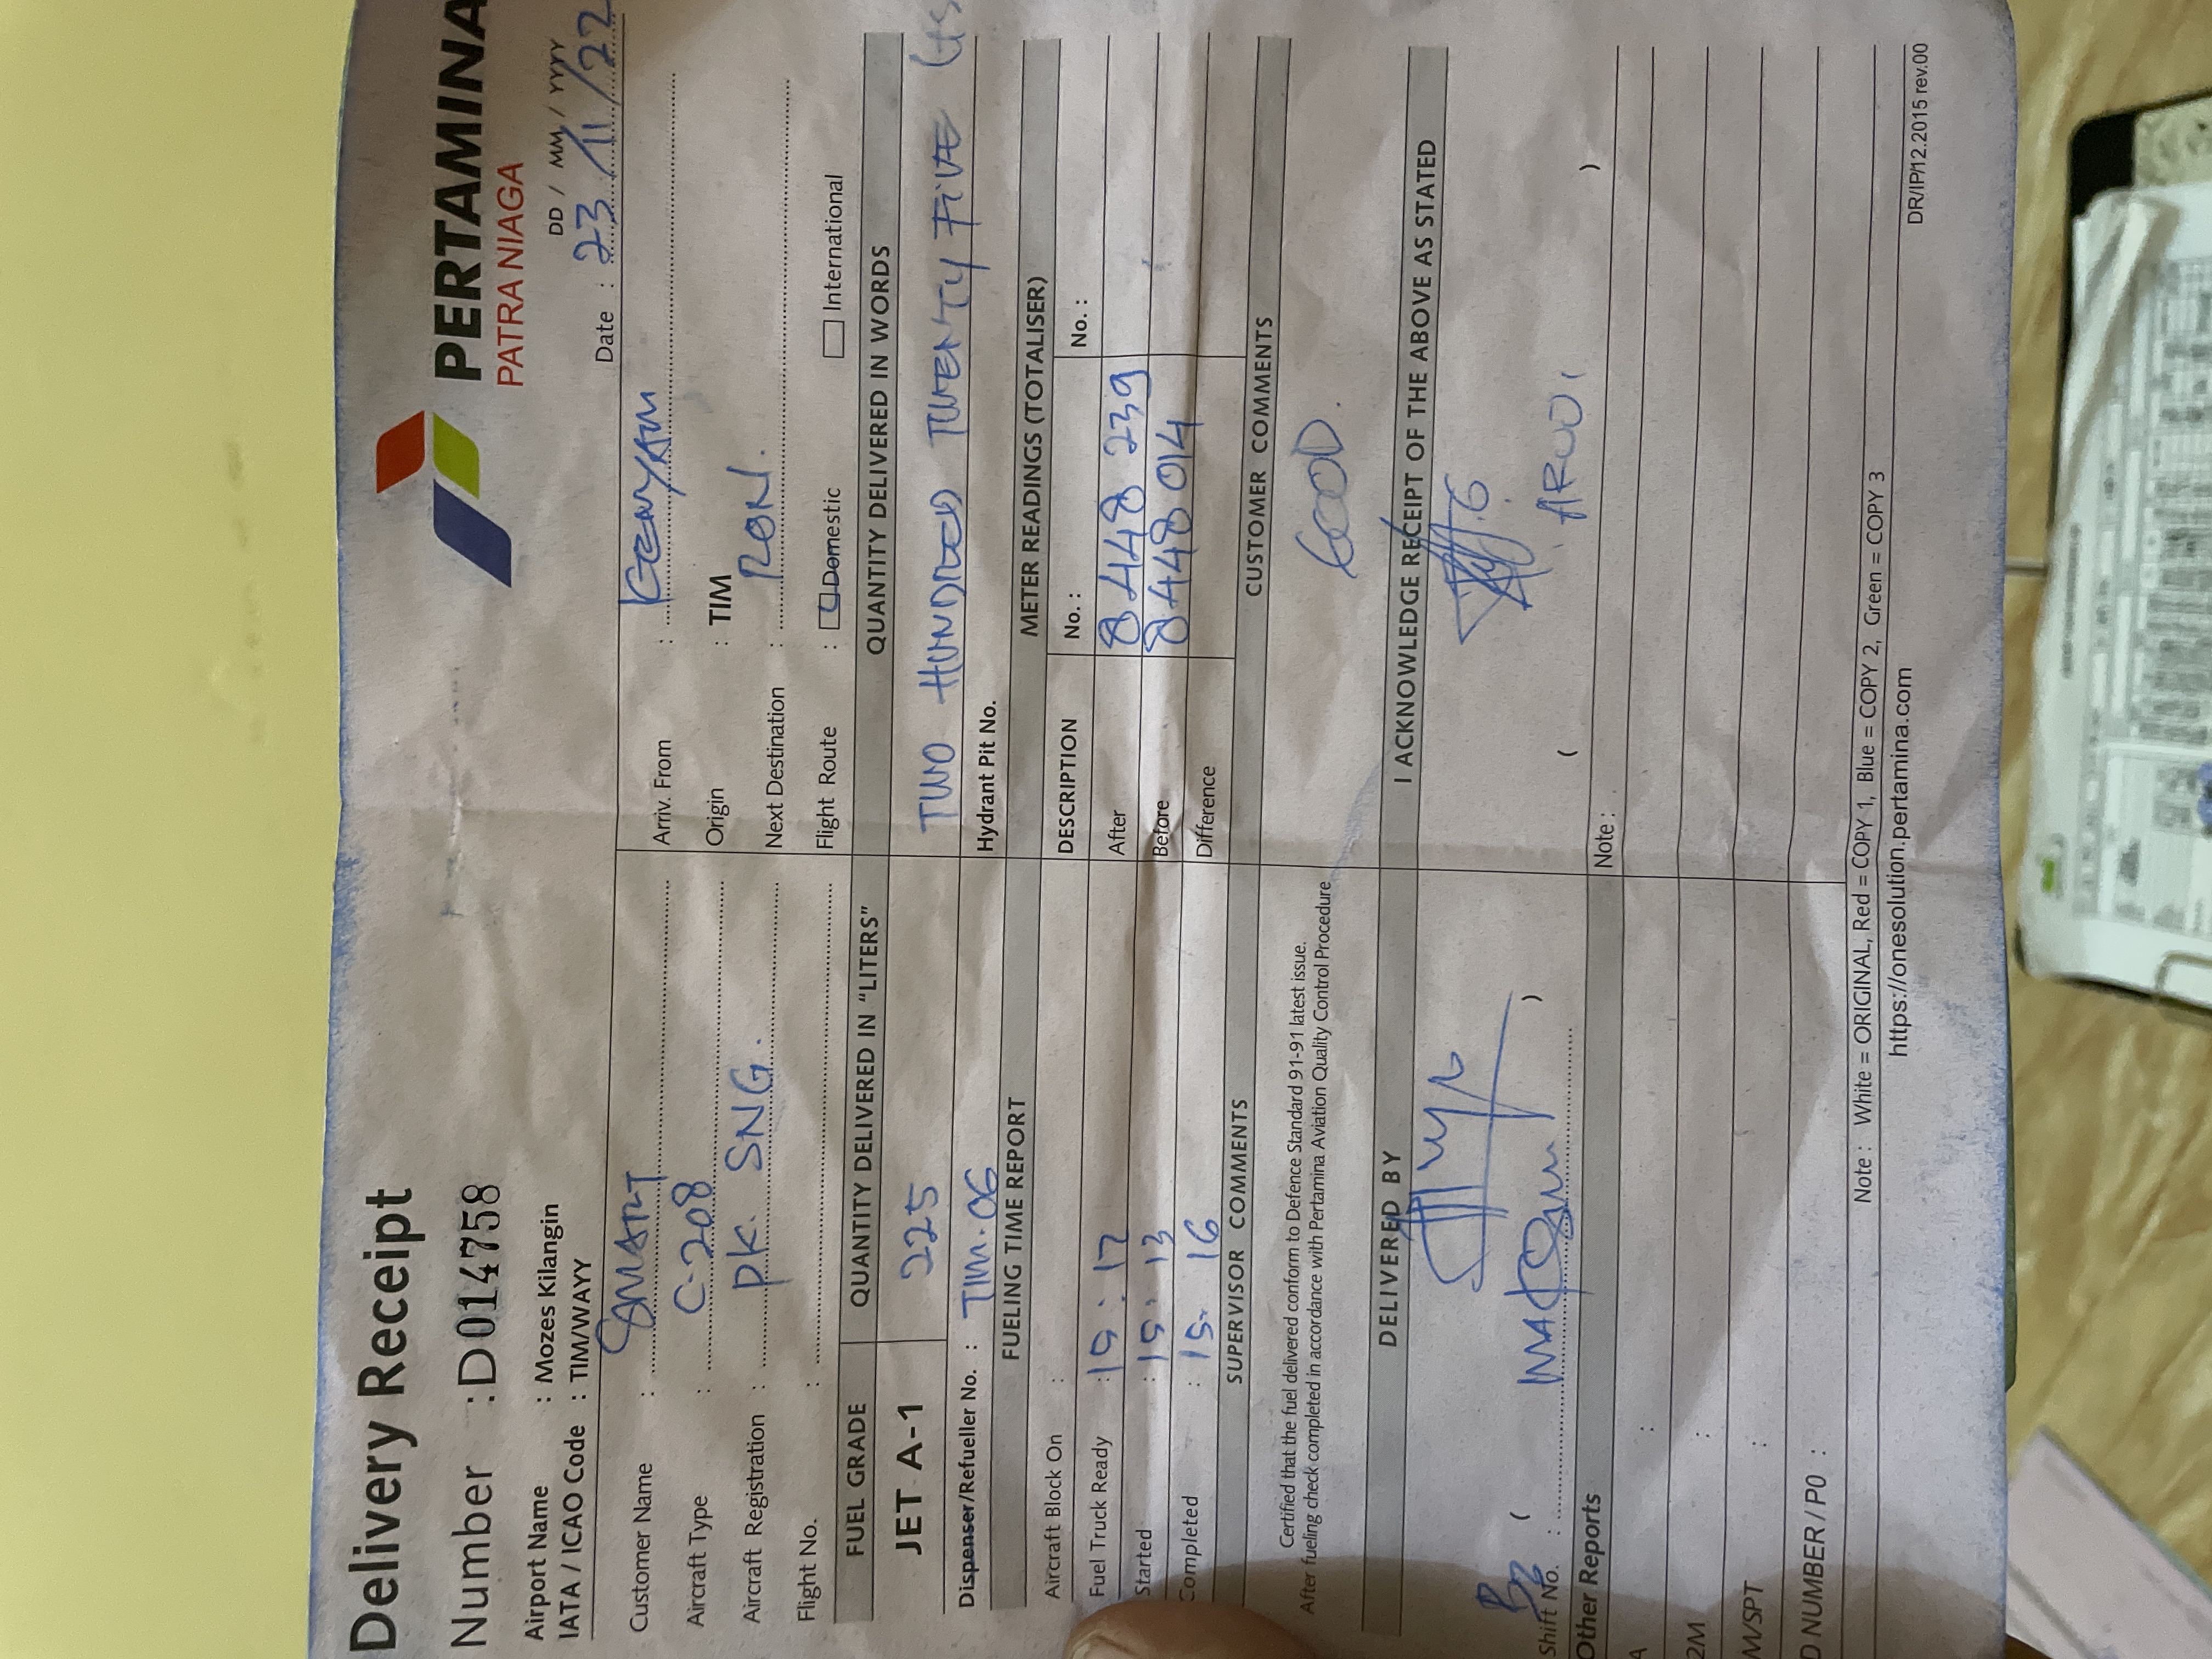 Delivery Receipt
PERTAMINA
PATRA NIAGA
Number : D014758
DD / MM / YYYY
Airport Name : Mozes Kilangin
Date : 23/11/22
IATA / ICAO Code : TIM/WAYY
Customer Name : SMART
Arriv. From :
Aircraft Type : C-208
Origin : TIM
Aircraft Registration : PK. SNG.
Next Destination : RON.
Flight No. :
Flight Route : Domestic International
FUEL GRADE QUANTITY DELIVERED IN "LITERS" QUANTITY DELIVERED IN WORDS
JET A-1 225 TWO HUNDRED TWENTY FIVE
Dispenser/Refueller No. : TIM.06
Hydrant Pit No.
FUELING TIME REPORT METER READINGS (TOTALISER)
Aircraft Block On :
DESCRIPTION No. : No. :
Fuel Truck Ready : 15:12
After 8448239
Started : 15:13
Before 8448014
Completed : 15. 16
Difference
SUPERVISOR COMMENTS CUSTOMER COMMENTS
Certified that the fuel delivered conform to Defence Standard 91-91 latest issue.
After fueling check completed in accordance with Pertamina Aviation Quality Control Procedure
GOOD.
DELIVERED BY I ACKNOWLEDGE RECEIPT OF THE ABOVE AS STATED
( )
( )
Shift No. :
Other Reports Note :
A :
2M :
M/SPT :
D NUMBER / P0 :
Note : White = ORIGINAL, Red = COPY 1, Blue = COPY 2, Green = COPY 3
https://onesolution.pertamina.com
DR/IP/12.2015 rev.00